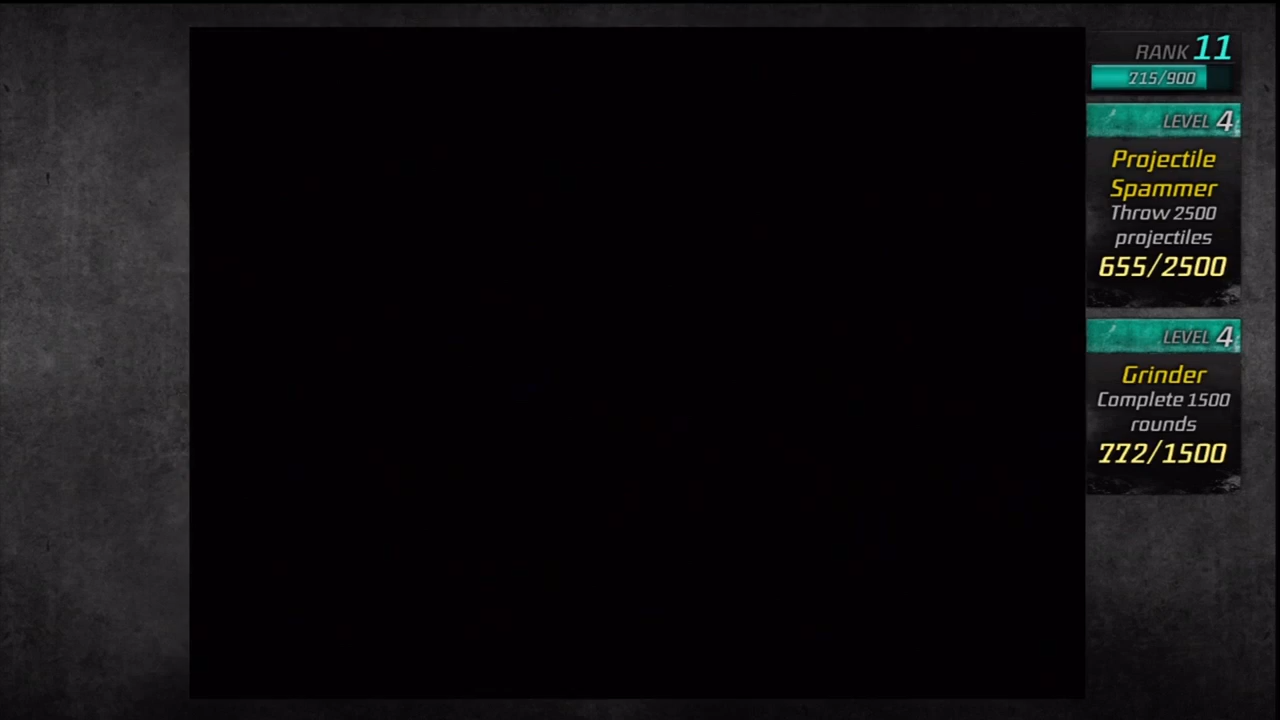 RANK 11
715/900
LEVEL 4
Projectile
Spammer
Throw 2500
projectiles
655/2500
LEVEL 4
Grinder
Complete 1500
rounds
772/1500